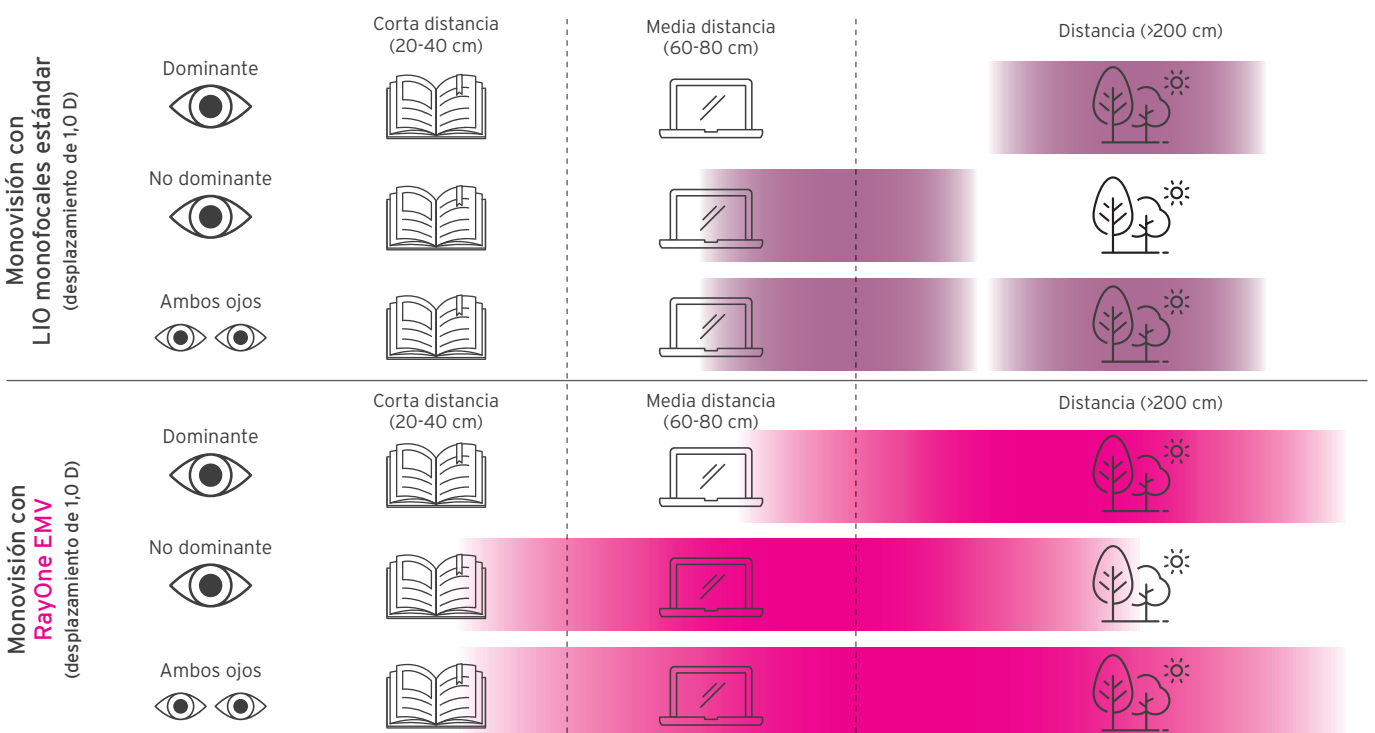 Monovisión con
LIO monofocales estándar
(desplazamiento de 1,0 D)
Corta distancia
(20-40 cm)
Media distancia
(60-80 cm)
Distancia (>200 cm)
Dominante
No dominante
Ambos ojos
Monovisión con
RayOne EMV
(desplazamiento de 1,0 D)
Corta distancia
(20-40 cm)
Media distancia
(60-80 cm)
Distancia (>200 cm)
Dominante
No dominante
Ambos ojos